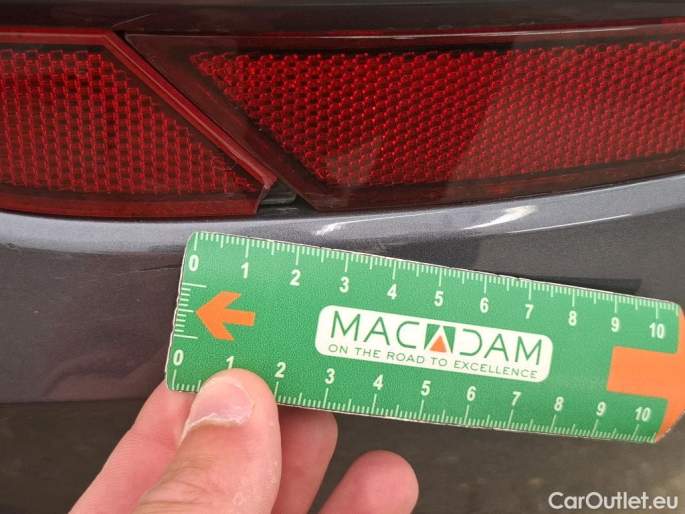 0 1 2 3 4 5 6 7 8 9 10
MACADAM
ON THE ROAD TO EXCELLENCE
0 1 2 3 4 5 6 7 8 9 10
CarOutlet.eu